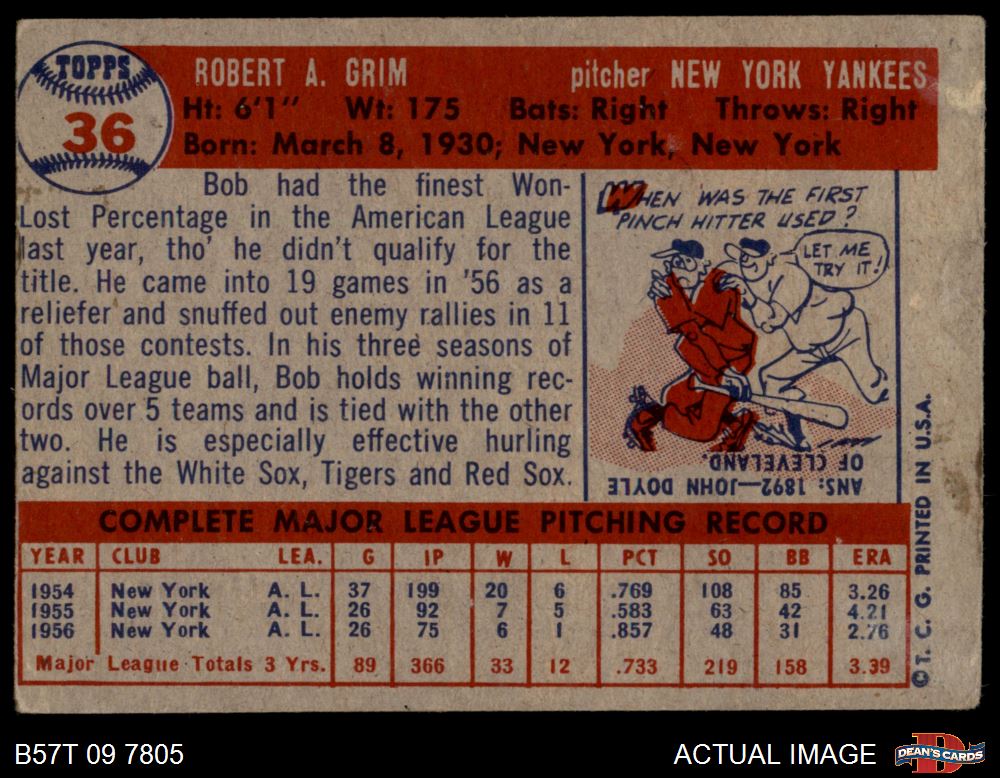 TOPPS
36
ROBERT A. GRIM pitcher NEW YORK YANKEES
Ht: 6'1" Wt: 175 Bats: Right Throws: Right
Born: March 8, 1930; New York, New York
Bob had the finest Won-
Lost Percentage in the American League
last year, tho' he didn't qualify for the
title. He came into 19 games in '56 as a
reliefer and snuffed out enemy rallies in 11
of those contests. In his three seasons of
Major League ball, Bob holds winning rec-
ords over 5 teams and is tied with the other
two. He is especially effective hurling
against the White Sox, Tigers and Red Sox.
WHEN WAS THE FIRST
PINCH HITTER USED?
LET ME
TRY IT!
ANS: 1892—JOHN DOYLE
OF CLEVELAND.
COMPLETE MAJOR LEAGUE PITCHING RECORD
YEAR CLUB LEA. G IP W L PCT SO BB ERA
1954 New York A. L. 37 199 20 6 .769 108 85 3.26
1955 New York A. L. 26 92 7 5 .583 63 42 4.21
1956 New York A. L. 26 75 6 1 .857 48 31 2.76
Major League Totals 3 Yrs. 89 366 33 12 .733 219 158 3.39
©T. C. G. PRINTED IN U.S.A.
B57T 09 7805
ACTUAL IMAGE
DEAN'S CARDS